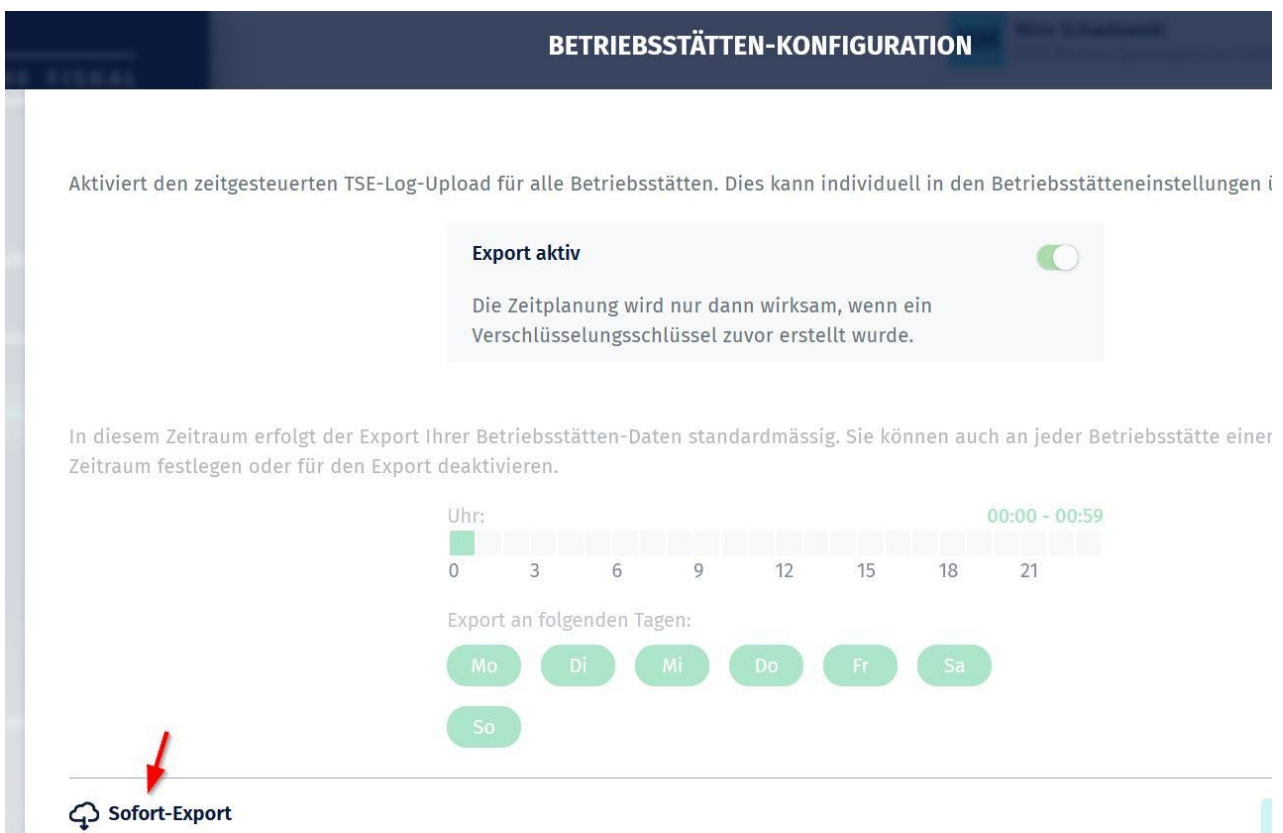 BETRIEBSSTÄTTEN-KONFIGURATION
FISKAL
Aktiviert den zeitgesteuerten TSE-Log-Upload für alle Betriebsstätten. Dies kann individuell in den Betriebsstätteneinstellungen
Export aktiv
Die Zeitplanung wird nur dann wirksam, wenn ein
Verschlüsselungsschlüssel zuvor erstellt wurde.
In diesem Zeitraum erfolgt der Export Ihrer Betriebsstätten-Daten standardmässig. Sie können auch an jeder Betriebsstätte einer
Zeitraum festlegen oder für den Export deaktivieren.
Uhr: 00:00 - 00:59
0 3 6 9 12 15 18 21
Export an folgenden Tagen:
Mo Di Mi Do Fr Sa
So
Sofort-Export